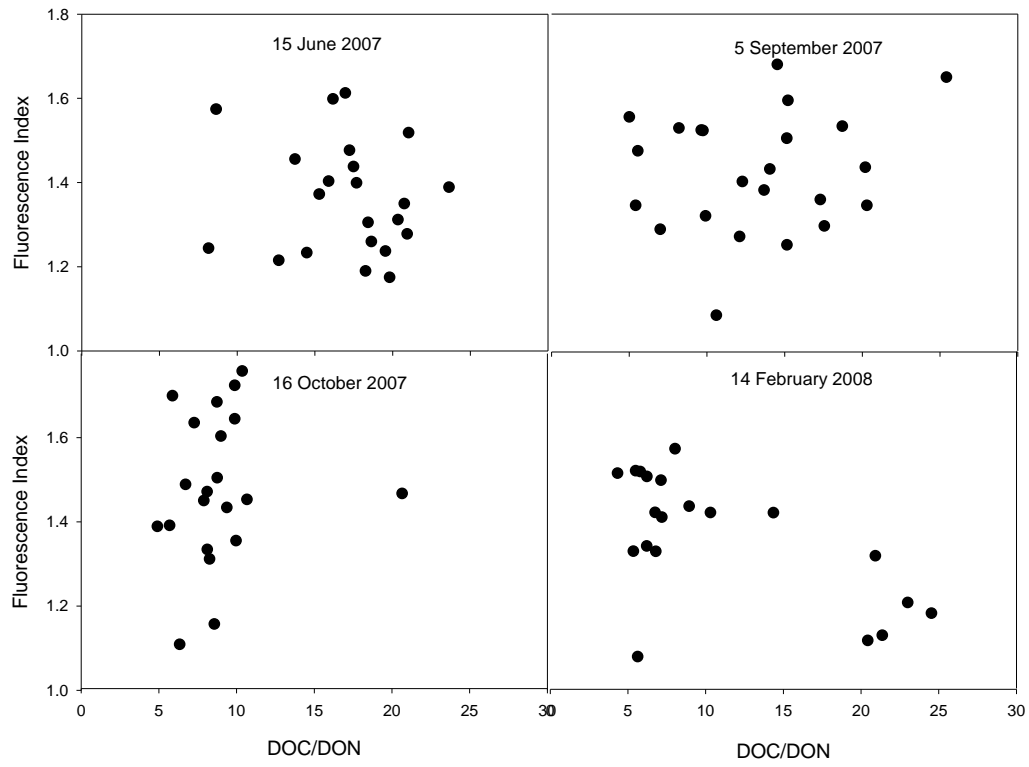 15 June 2007
5 September 2007
1.8
1.6
1.4
1.2
1.0
Fluorescence Index
16 October 2007
14 February 2008
1.6
1.4
1.2
1.0
Fluorescence Index
0 5 10 15 20 25 30
0 5 10 15 20 25 30
DOC/DON
DOC/DON